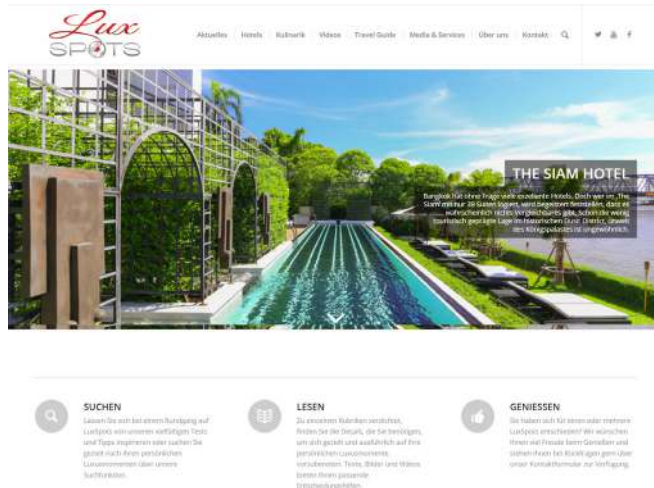 Lux
SPOTS
Aktuelles Hotels Kulinarik Videos Travel Guide Media & Services Über uns Kontakt
THE SIAM HOTEL
Bangkok hat ohne Frage viele exzellente Hotels. Doch wer im „The
Siam“ mit nur 39 Suiten logiert, wird begeistert feststellen, dass es
wahrscheinlich nichts Vergleichbares gibt. Schon die wenig
touristisch geprägte Lage im historischen Dusit District, unweit
des Königspalastes ist ungewöhnlich.
SUCHEN
Lassen Sie sich bei einem Rundgang auf
LuxSpots von unseren vielfältigen Texten
und Tipps inspirieren oder suchen Sie
gezielt nach Ihren persönlichen
Luxusmomenten über unsere
Suchfunktion.
LESEN
Zu einzelnen Rubriken verdichtet,
finden Sie die Details, die Sie benötigen,
um sich gezielt und ausführlich auf Ihre
persönlichen Luxusmomente
vorzubereiten. Texte, Bilder und Videos
bieten Ihnen passende
Entscheidungshilfen.
GENIESSEN
Sie haben sich für einen oder mehrere
LuxSpots entschieden? Wir wünschen
Ihnen viel Freude beim Genießen und
stehen Ihnen bei Rückfragen gern über
unser Kontaktformular zur Verfügung.